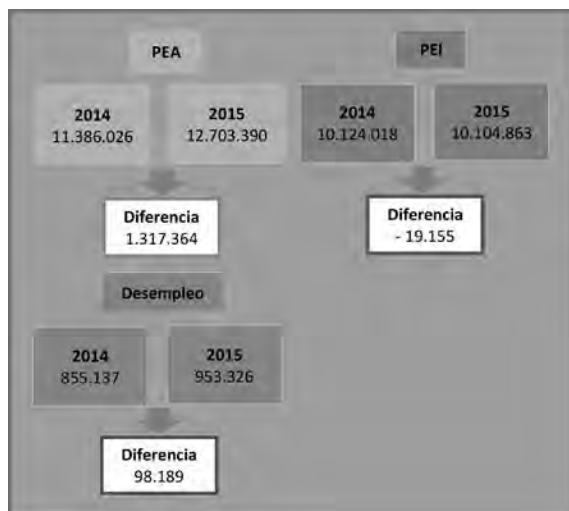 PEA
PEI
2014
11.386.026
2015
12.703.390
2014
10.124.018
2015
10.104.863
Diferencia
1.317.364
Diferencia
- 19.155
Desempleo
2014
855.137
2015
953.326
Diferencia
98.189